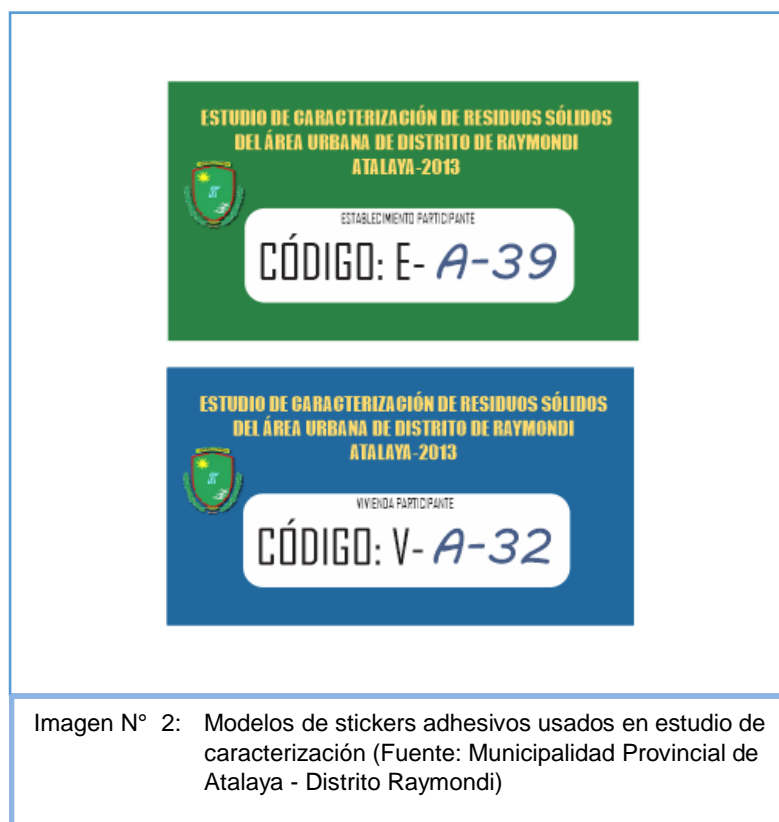 ESTUDIO DE CARACTERIZACIÓN DE RESIDUOS SÓLIDOS
DEL ÁREA URBANA DE DISTRITO DE RAYMONDI
ATALAYA-2013
ESTABLECIMIENTO PARTICIPANTE
CÓDIGO: E- A-39
ESTUDIO DE CARACTERIZACIÓN DE RESIDUOS SÓLIDOS
DEL ÁREA URBANA DE DISTRITO DE RAYMONDI
ATALAYA-2013
VIVIENDA PARTICIPANTE
CÓDIGO: V- A-32
Imagen N° 2: Modelos de stickers adhesivos usados en estudio de
caracterización (Fuente: Municipalidad Provincial de
Atalaya - Distrito Raymondi)